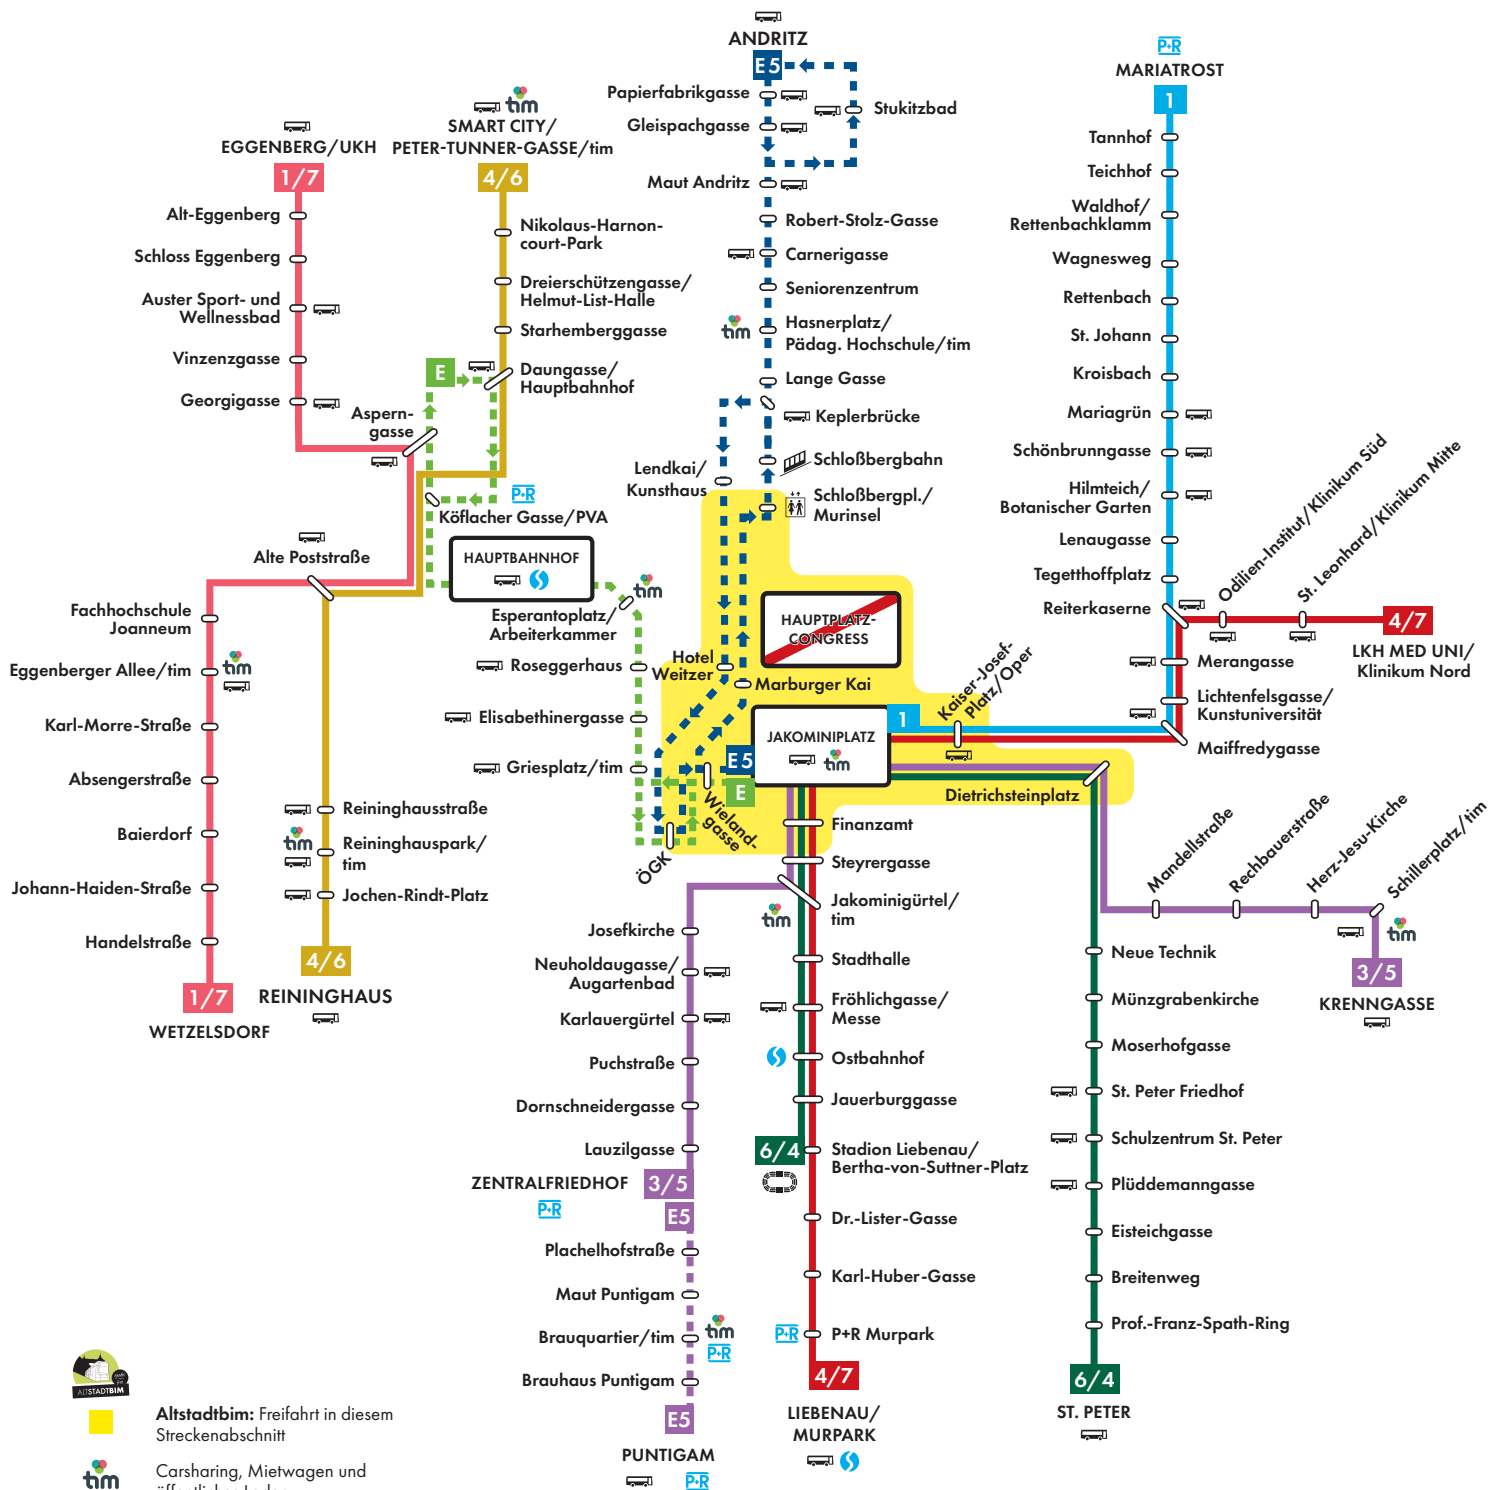 ANDRITZ
E5
Papierfabrikgasse
Gleispachgasse
Stukitzbad
Maut Andritz
Robert-Stolz-Gasse
Carnerigasse
Seniorenzentrum
tim
Hasnerplatz/
Pädag. Hochschule/tim
Lange Gasse
Keplerbrücke
Schloßbergbahn
Schloßbergpl./
Murinsel
Lendkai/
Kunsthaus
P+R
MARIATROST
1
Tannhof
Teichhof
Waldhof/
Rettenbachklamm
Wagnesweg
Rettenbach
St. Johann
Kroisbach
Mariagrün
Schönbrunngasse
Hilmteich/
Botanischer Garten
Lenaugasse
Tegetthoffplatz
Reiterkaserne
Odilien-Institut/Klinikum Süd
St. Leonhard/Klinikum Mitte
4/7
LKH MED UNI/
Klinikum Nord
Merangasse
Lichtenfelsgasse/
Kunstuniversität
Maiffredygasse
tim
SMART CITY/
PETER-TUNNER-GASSE/tim
4/6
Nikolaus-Harnon-
court-Park
Dreierschützengasse/
Helmut-List-Halle
Starhemberggasse
Daungasse/
Hauptbahnhof
E
EGGENBERG/UKH
1/7
Alt-Eggenberg
Schloss Eggenberg
Auster Sport- und
Wellnessbad
Vinzenzgasse
Georgigasse
Aspern-
gasse
P+R
Köflacher Gasse/PVA
Alte Poststraße
HAUPTBAHNHOF
tim
Esperantoplatz/
Arbeiterkammer
Roseggerhaus
Elisabethinergasse
Griesplatz/tim
ÖGK
Wieland-
gasse
Hotel
Weitzer
Marburger Kai
HAUPTPLATZ-
CONGRESS
Kaiser-Josef-
Platz/Oper
JAKOMINIPLATZ
tim
1
E5
E
Dietrichsteinplatz
Fachhochschule
Joanneum
Eggenberger Allee/tim
tim
Karl-Morre-Straße
Absengerstraße
Baierdorf
Johann-Haiden-Straße
Handelstraße
1/7
WETZELSDORF
Reininghausstraße
tim
Reininghauspark/
tim
Jochen-Rindt-Platz
4/6
REININGHAUS
Finanzamt
Steyrergasse
tim
Jakominigürtel/
tim
Stadthalle
Fröhlichgasse/
Messe
Ostbahnhof
Jauerburggasse
6/4
Stadion Liebenau/
Bertha-von-Suttner-Platz
Dr.-Lister-Gasse
Karl-Huber-Gasse
P+R
P+R Murpark
4/7
LIEBENAU/
MURPARK
Josefkirche
Neuholdaugasse/
Augartenbad
Karlauergürtel
Puchstraße
Dornschneidergasse
Lauzilgasse
ZENTRALFRIEDHOF
3/5
P+R
E5
Plachelhofstraße
Maut Puntigam
Brauquartier/tim
tim
P+R
Brauhaus Puntigam
E5
PUNTIGAM
P+R
Mandellstraße
Rechbauerstraße
Herz-Jesu-Kirche
Schillerplatz/tim
tim
3/5
KRENNGASSE
Neue Technik
Münzgrabenkirche
Moserhofgasse
St. Peter Friedhof
Schulzentrum St. Peter
Plüddemanngasse
Eisteichgasse
Breitenweg
Prof.-Franz-Spath-Ring
6/4
ST. PETER
ALTSTADTBIM
Altstadtbim: Freifahrt in diesem
Streckenabschnitt
tim
Carsharing, Mietwagen und